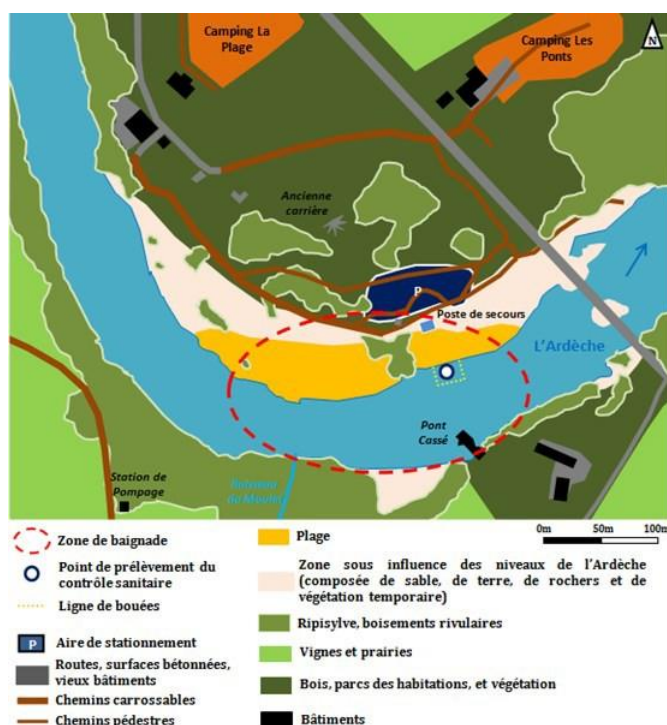 Camping La
Plage
Camping Les
Ponts
N
Ancienne
carrière
P
Poste de secours
L'Ardèche
Pont
Cassé
Station de
Pompage
Ruisseau
du Moulin
0m 50m 100m
Zone de baignade
Point de prélèvement du
contrôle sanitaire
Ligne de bouées
P Aire de stationnement
Routes, surfaces bétonnées,
vieux bâtiments
Chemins carrossables
Chemins pédestres
Plage
Zone sous influence des niveaux de l'Ardèche
(composée de sable, de terre, de rochers et de
végétation temporaire)
Ripisylve, boisements rivulaires
Vignes et prairies
Bois, parcs des habitations, et végétation
Bâtiments